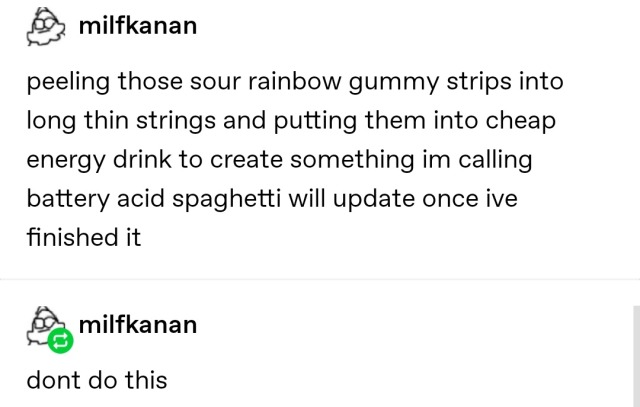 milfkanan
peeling those sour rainbow gummy strips into
long thin strings and putting them into cheap
energy drink to create something im calling
battery acid spaghetti will update once ive
finished it
milfkanan
dont do this